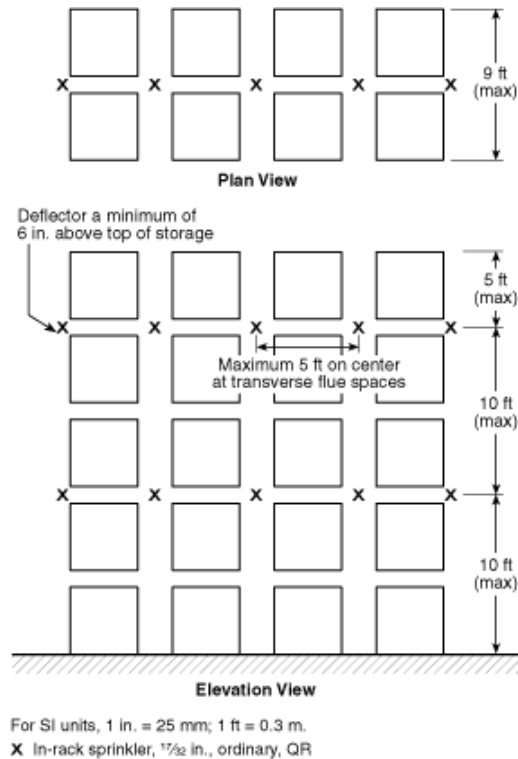 X X X X X
9 ft
(max)
Plan View
Deflector a minimum of
6 in. above top of storage
5 ft
(max)
X X X X X
Maximum 5 ft on center
at transverse flue spaces
10 ft
(max)
X X X X X
10 ft
(max)
Elevation View
For SI units, 1 in. = 25 mm; 1 ft = 0.3 m.
X In-rack sprinkler, 17/32 in., ordinary, QR